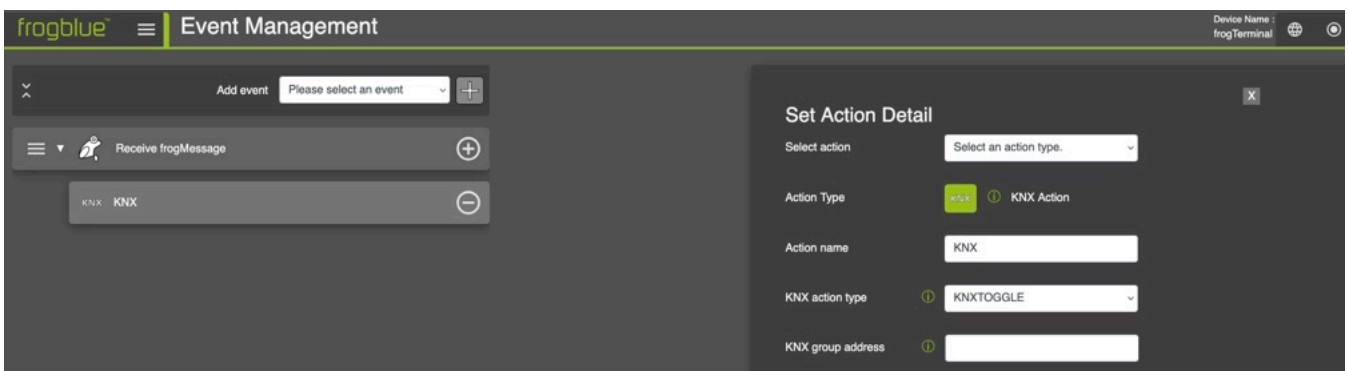 frogblue™ Event Management
Device Name :
frogTerminal
Add event Please select an event
X
Set Action Detail
Select action Select an action type.
Receive frogMessage
Action Type KNX KNX Action
KNX KNX
Action name KNX
KNX action type KNXTOGGLE
KNX group address